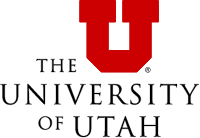 U
THE ®
UNIVERSITY
OF UTAH